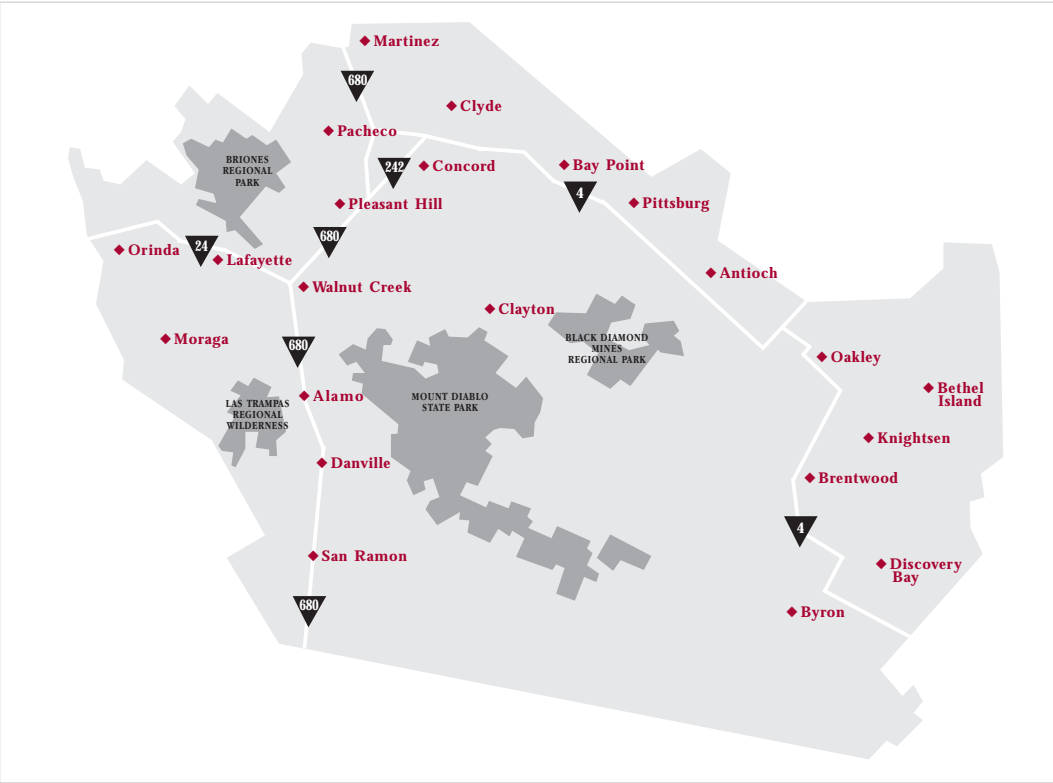 Martinez
680
Clyde
Pacheco
BRIONES
REGIONAL
PARK
242
Concord
Bay Point
4
Pleasant Hill
Pittsburg
680
24
Orinda
Lafayette
Antioch
Walnut Creek
Clayton
Moraga
680
BLACK DIAMOND
MINES
REGIONAL PARK
Oakley
Bethel
Island
Alamo
MOUNT DIABLO
STATE PARK
LAS TRAMPAS
REGIONAL
WILDERNESS
Knightsen
Danville
Brentwood
4
San Ramon
Discovery
Bay
680
Byron